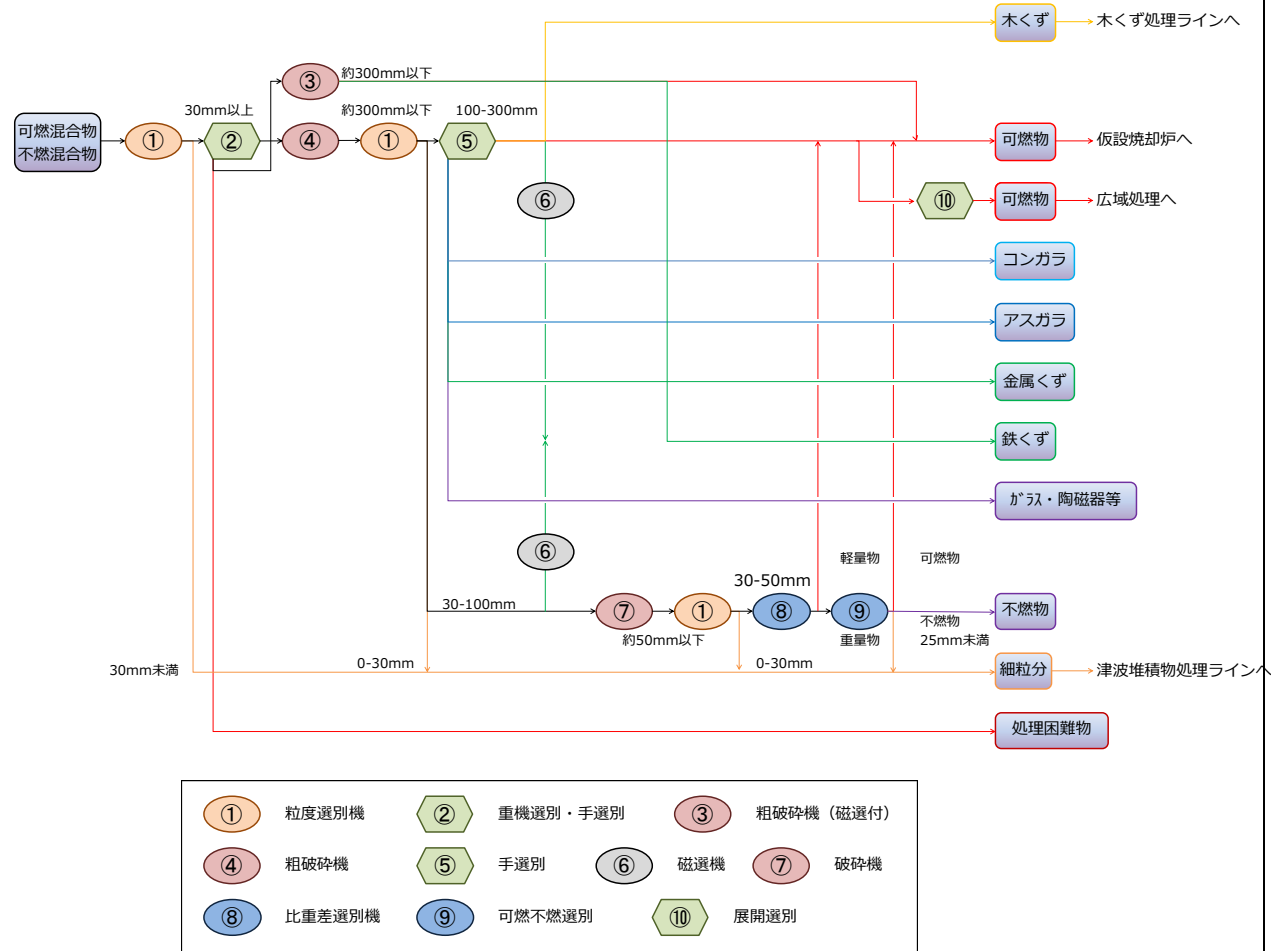 木くず
木くず処理ラインへ
③
約300mm以下
30mm以上
約300mm以下
100-300mm
可燃混合物
不燃混合物
①
②
④
①
⑤
可燃物
仮設焼却炉へ
⑥
⑩
可燃物
広域処理へ
コンガラ
アスガラ
金属くず
鉄くず
ｶﾞﾗｽ・陶磁器等
⑥
軽量物
可燃物
30-50mm
30-100mm
⑦
①
⑧
⑨
不燃物
約50mm以下
重量物
不燃物
25mm未満
30mm未満
0-30mm
0-30mm
細粒分
津波堆積物処理ラインへ
処理困難物
① 粒度選別機 ② 重機選別・手選別 ③ 粗破砕機（磁選付）
④ 粗破砕機 ⑤ 手選別 ⑥ 磁選機 ⑦ 破砕機
⑧ 比重差選別機 ⑨ 可燃不燃選別 ⑩ 展開選別